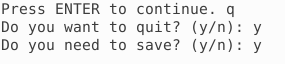 Press ENTER to continue. q
Do you want to quit? (y/n): y
Do you need to save? (y/n): y